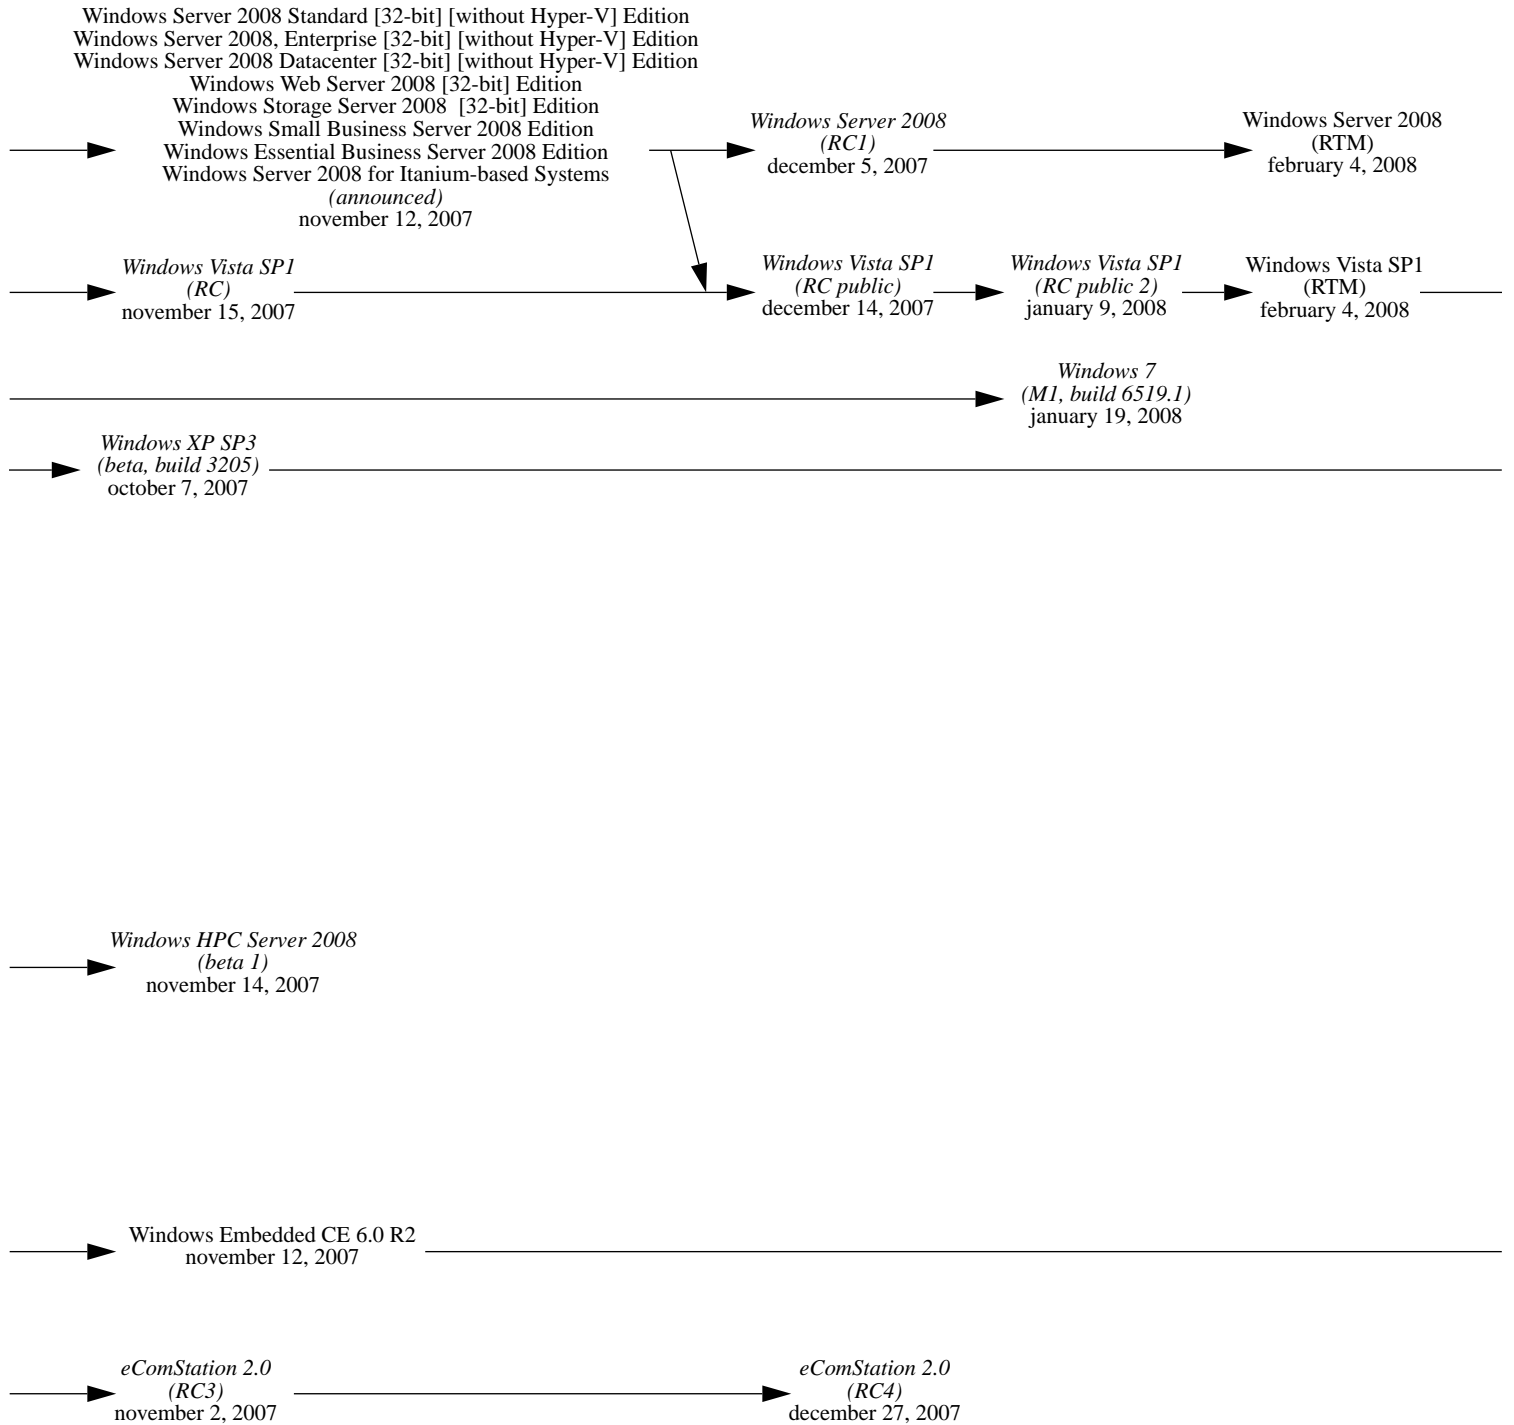 Windows Server 2008 Standard [32-bit] [without Hyper-V] Edition
Windows Server 2008, Enterprise [32-bit] [without Hyper-V] Edition
Windows Server 2008 Datacenter [32-bit] [without Hyper-V] Edition
Windows Web Server 2008 [32-bit] Edition
Windows Storage Server 2008  [32-bit] Edition
Windows Small Business Server 2008 Edition
Windows Essential Business Server 2008 Edition
Windows Server 2008 for Itanium-based Systems
(announced)
november 12, 2007
Windows Server 2008
(RC1)
december 5, 2007
Windows Server 2008
(RTM)
february 4, 2008
Windows Vista SP1
(RC)
november 15, 2007
Windows Vista SP1
(RC public)
december 14, 2007
Windows Vista SP1
(RC public 2)
january 9, 2008
Windows Vista SP1
(RTM)
february 4, 2008
Windows 7
(M1, build 6519.1)
january 19, 2008
Windows XP SP3
(beta, build 3205)
october 7, 2007
Windows HPC Server 2008
(beta 1)
november 14, 2007
Windows Embedded CE 6.0 R2
november 12, 2007
eComStation 2.0
(RC3)
november 2, 2007
eComStation 2.0
(RC4)
december 27, 2007